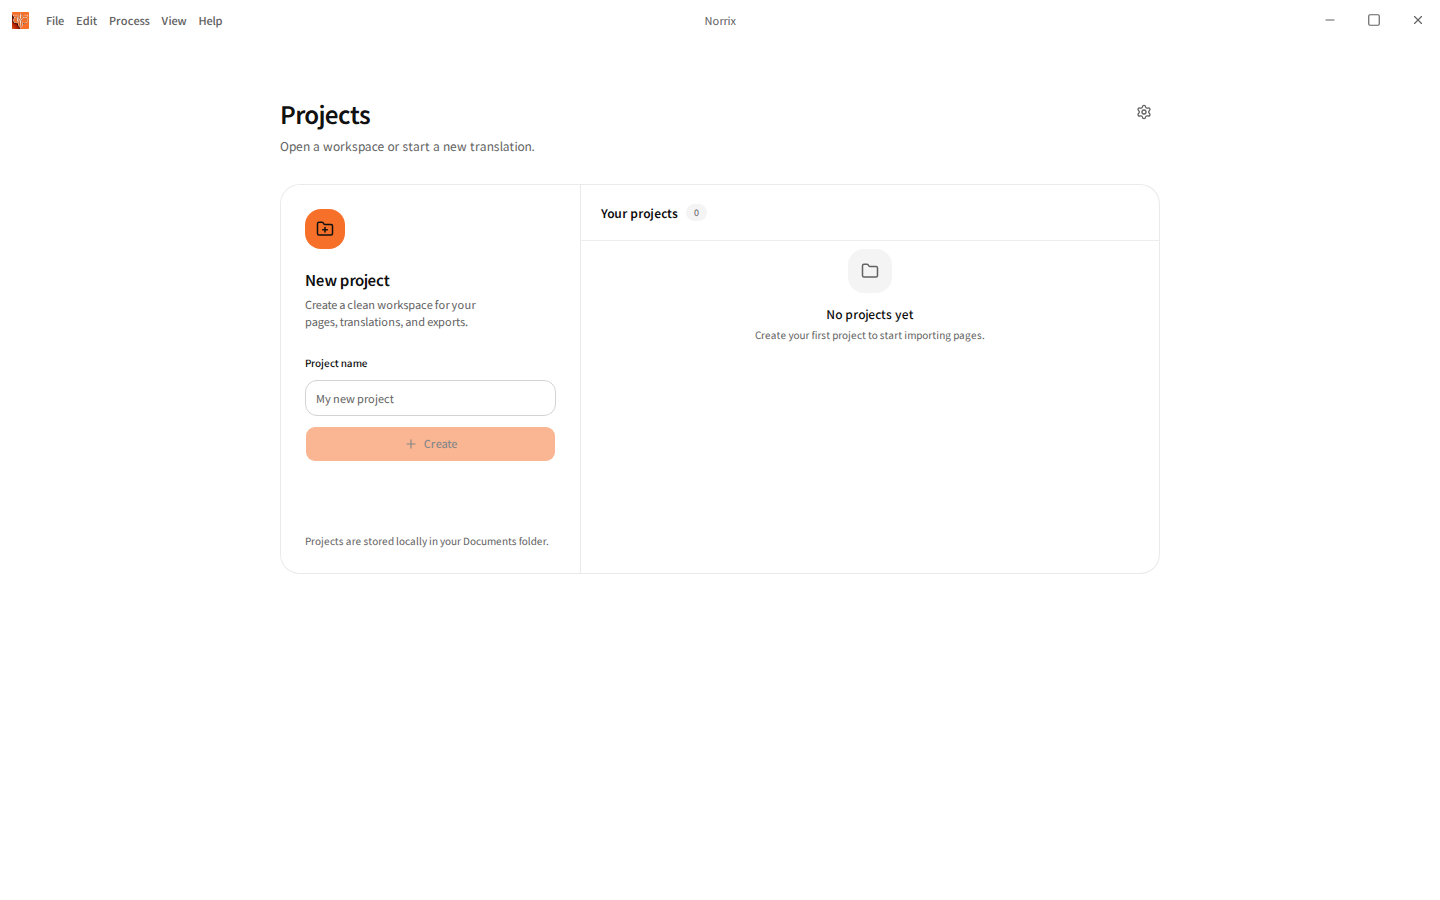 File Edit Process View Help
Norrix
Projects
Open a workspace or start a new translation.
New project
Create a clean workspace for your
pages, translations, and exports.
Project name
My new project
Create
Projects are stored locally in your Documents folder.
Your projects 0
No projects yet
Create your first project to start importing pages.